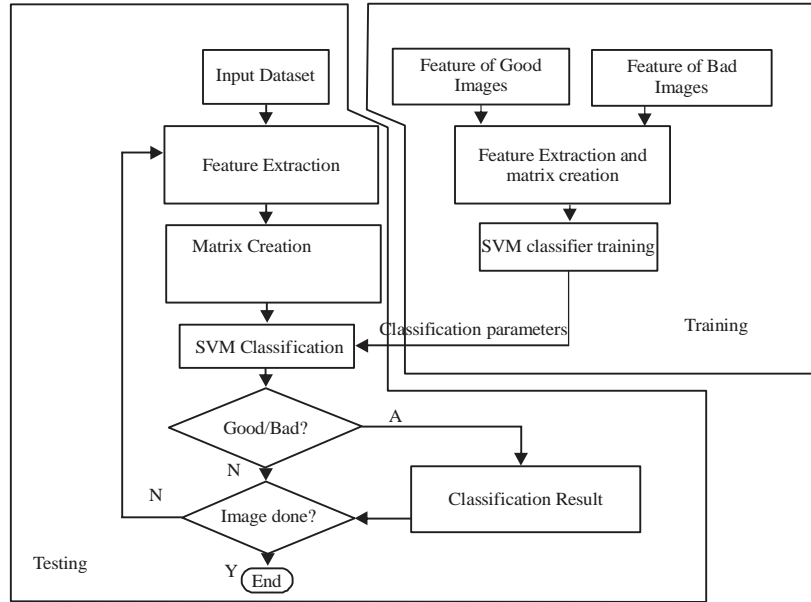 Input Dataset
Feature Extraction
Matrix Creation
SVM Classification
Good/Bad?
A
N
Classification Result
Image done?
N
Y
End
Testing
Feature of Good
Images
Feature of Bad
Images
Feature Extraction and
matrix creation
SVM classifier training
Classification parameters
Training